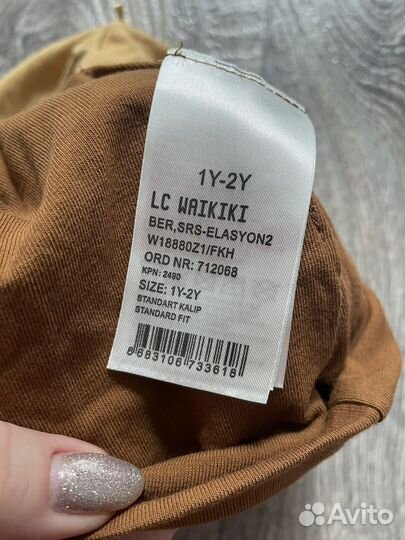 1Y-2Y
LC WAIKIKI
BER,SRS-ELASYON2
W18880Z1/FKH
ORD NR: 712068
KPN: 2490
SIZE: 1Y-2Y
STANDART KALIP
STANDARD FIT
8683106733618
Avito